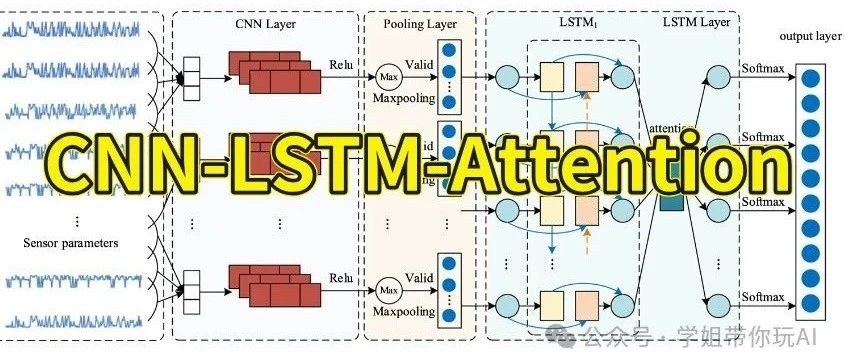 CNN Layer
Pooling Layer
LSTM₁
LSTM Layer
output layer
Relu
Max
Valid
Maxpooling
Softmax
Softmax
attention
CNN-LSTM-Attention
Softmax
Sensor parameters
Relu
Max
Valid
Maxpooling
Softmax
公众号 · 学姐带你玩AI